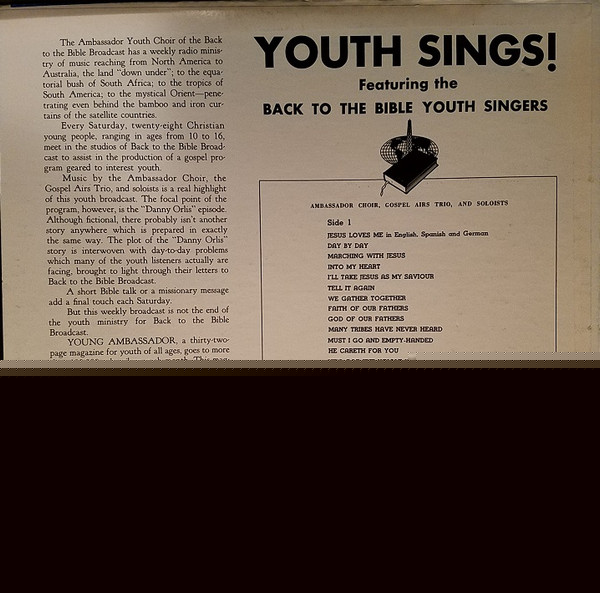 The Ambassador Youth Choir of the Back
to the Bible Broadcast has a weekly radio minis-
try of music reaching from North America to
Australia, the land "down under"; to the equa-
torial bush of South Africa; to the tropics of
South America; to the mystical Orient—pene-
trating even behind the bamboo and iron cur-
tains of the satellite countries.
Every Saturday, twenty-eight Christian
young people, ranging in ages from 10 to 16,
meet in the studios of Back to the Bible Broad-
cast to assist in the production of a gospel pro-
gram geared to interest youth.
Music by the Ambassador Choir, the
Gospel Airs Trio, and soloists is a real highlight
of this youth broadcast. The focal point of the
program, however, is the "Danny Orlis" episode.
Although fictional, there probably isn't another
story anywhere which is prepared in exactly
the same way. The plot of the "Danny Orlis"
story is interwoven with day-to-day problems
which many of the youth listeners actually are
facing, brought to light through their letters to
Back to the Bible Broadcast.
A short Bible talk or a missionary message
add a final touch each Saturday.
But this weekly broadcast is not the end of
the youth ministry for Back to the Bible
Broadcast.
YOUNG AMBASSADOR, a thirty-two-
page magazine for youth of all ages, goes to more
YOUTH SINGS!
Featuring the
BACK TO THE BIBLE YOUTH SINGERS
AMBASSADOR CHOIR, GOSPEL AIRS TRIO, AND SOLOISTS
Side 1
JESUS LOVES ME in English, Spanish and German
DAY BY DAY
MARCHING WITH JESUS
INTO MY HEART
I'LL TAKE JESUS AS MY SAVIOUR
TELL IT AGAIN
WE GATHER TOGETHER
FAITH OF OUR FATHERS
GOD OF OUR FATHERS
MANY TRIBES HAVE NEVER HEARD
MUST I GO AND EMPTY-HANDED
HE CARETH FOR YOU